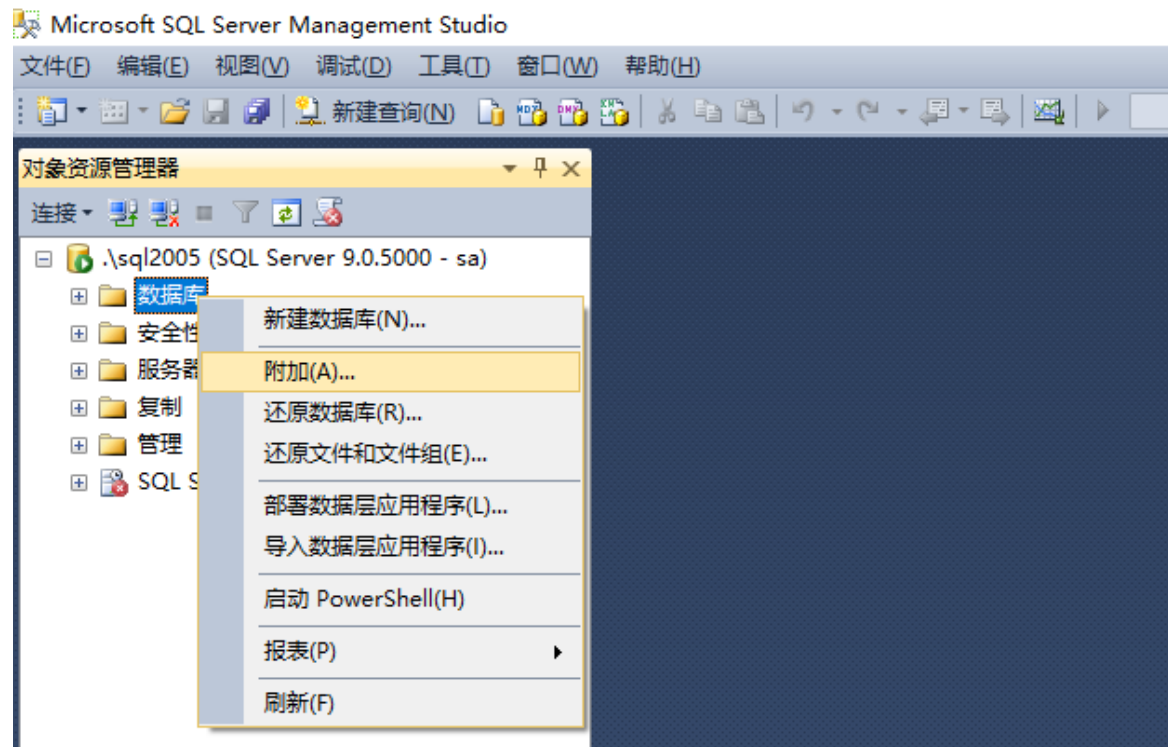 Microsoft SQL Server Management Studio
文件(F) 编辑(E) 视图(V) 调试(D) 工具(T) 窗口(W) 帮助(H)
新建查询(N)
对象资源管理器
连接
.\sql2005 (SQL Server 9.0.5000 - sa)
数据库
新建数据库(N)...
安全性
附加(A)...
服务器
复制
还原数据库(R)...
管理
还原文件和文件组(E)...
SQL S
部署数据层应用程序(L)...
导入数据层应用程序(I)...
启动 PowerShell(H)
报表(P)
刷新(F)